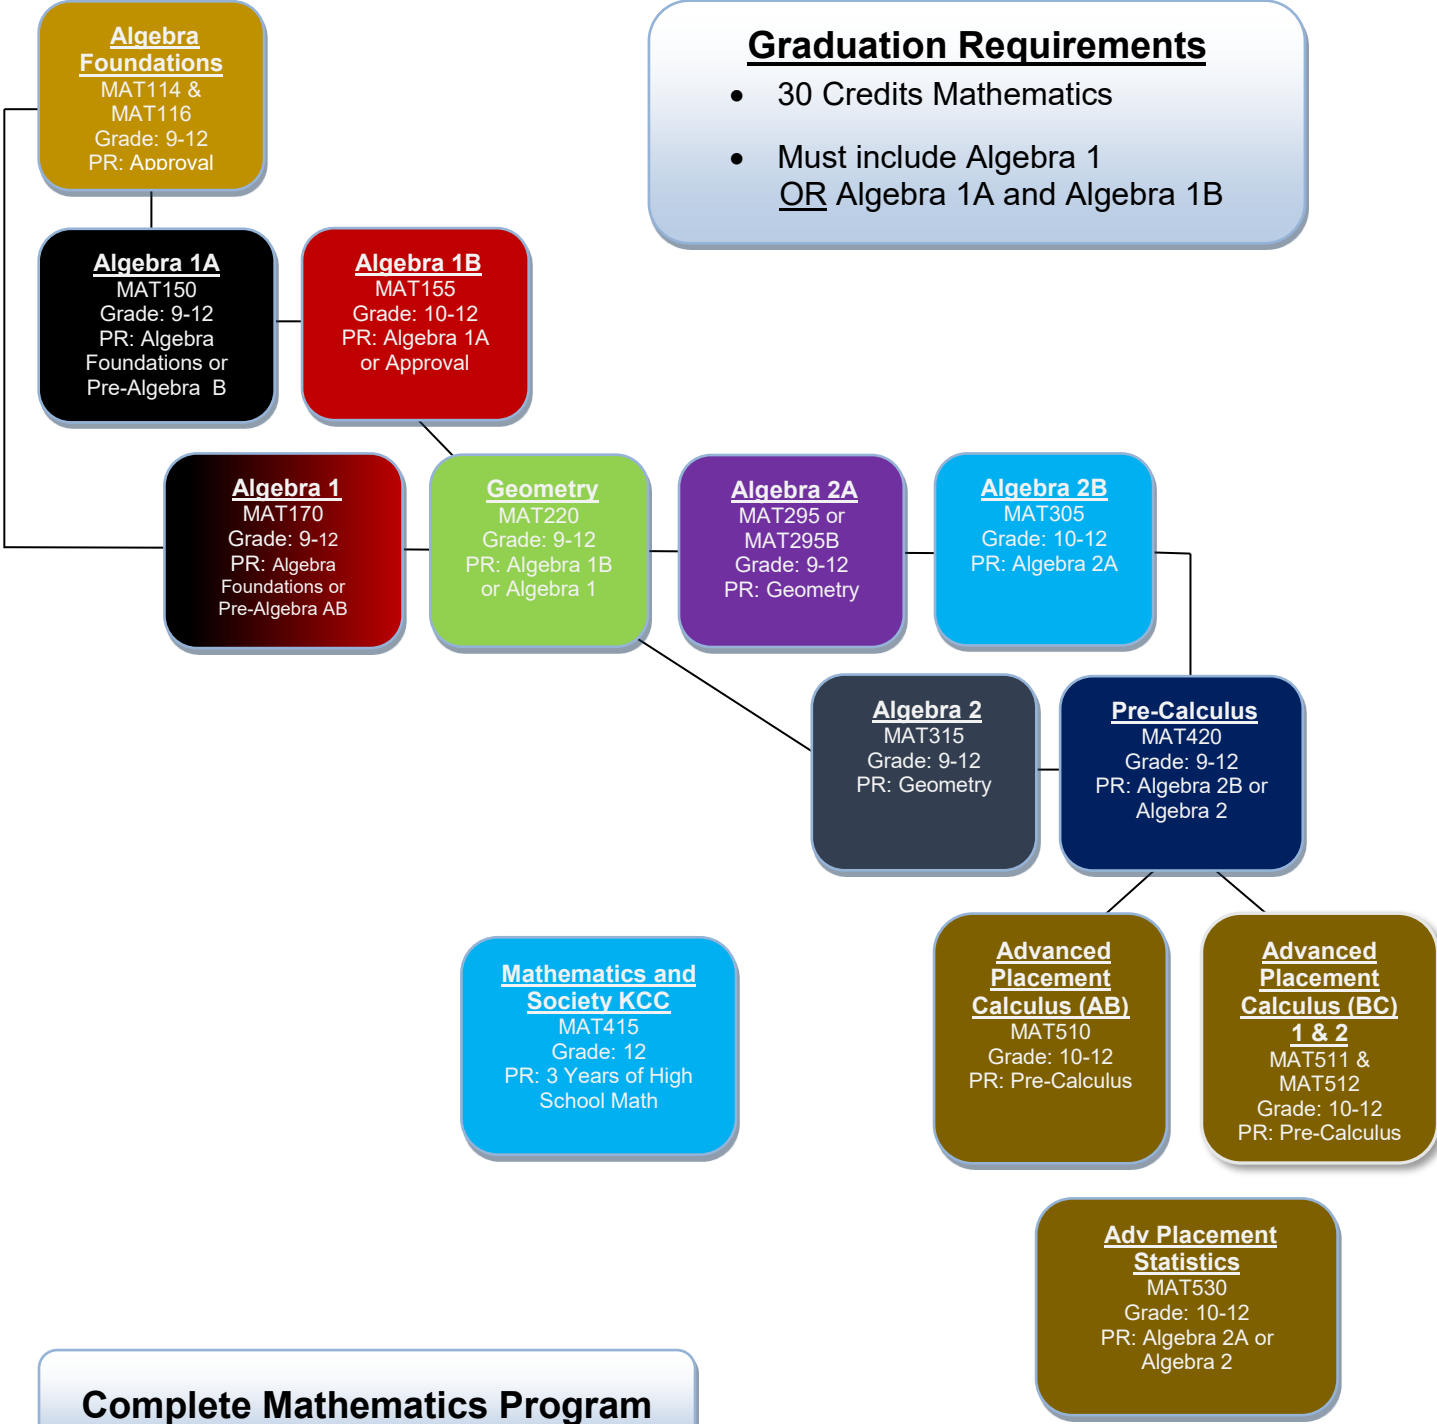 Algebra
Foundations
MAT114 &
MAT116
Grade: 9-12
PR: Approval
Graduation Requirements
• 30 Credits Mathematics
• Must include Algebra 1
OR Algebra 1A and Algebra 1B
Algebra 1A
MAT150
Grade: 9-12
PR: Algebra
Foundations or
Pre-Algebra B
Algebra 1B
MAT155
Grade: 10-12
PR: Algebra 1A
or Approval
Algebra 1
MAT170
Grade: 9-12
PR: Algebra
Foundations or
Pre-Algebra AB
Geometry
MAT220
Grade: 9-12
PR: Algebra 1B
or Algebra 1
Algebra 2A
MAT295 or
MAT295B
Grade: 9-12
PR: Geometry
Algebra 2B
MAT305
Grade: 10-12
PR: Algebra 2A
Algebra 2
MAT315
Grade: 9-12
PR: Geometry
Pre-Calculus
MAT420
Grade: 9-12
PR: Algebra 2B or
Algebra 2
Mathematics and
Society KCC
MAT415
Grade: 12
PR: 3 Years of High
School Math
Advanced
Placement
Calculus (AB)
MAT510
Grade: 10-12
PR: Pre-Calculus
Advanced
Placement
Calculus (BC)
1 & 2
MAT511 &
MAT512
Grade: 10-12
PR: Pre-Calculus
Adv Placement
Statistics
MAT530
Grade: 10-12
PR: Algebra 2A or
Algebra 2
Complete Mathematics Program